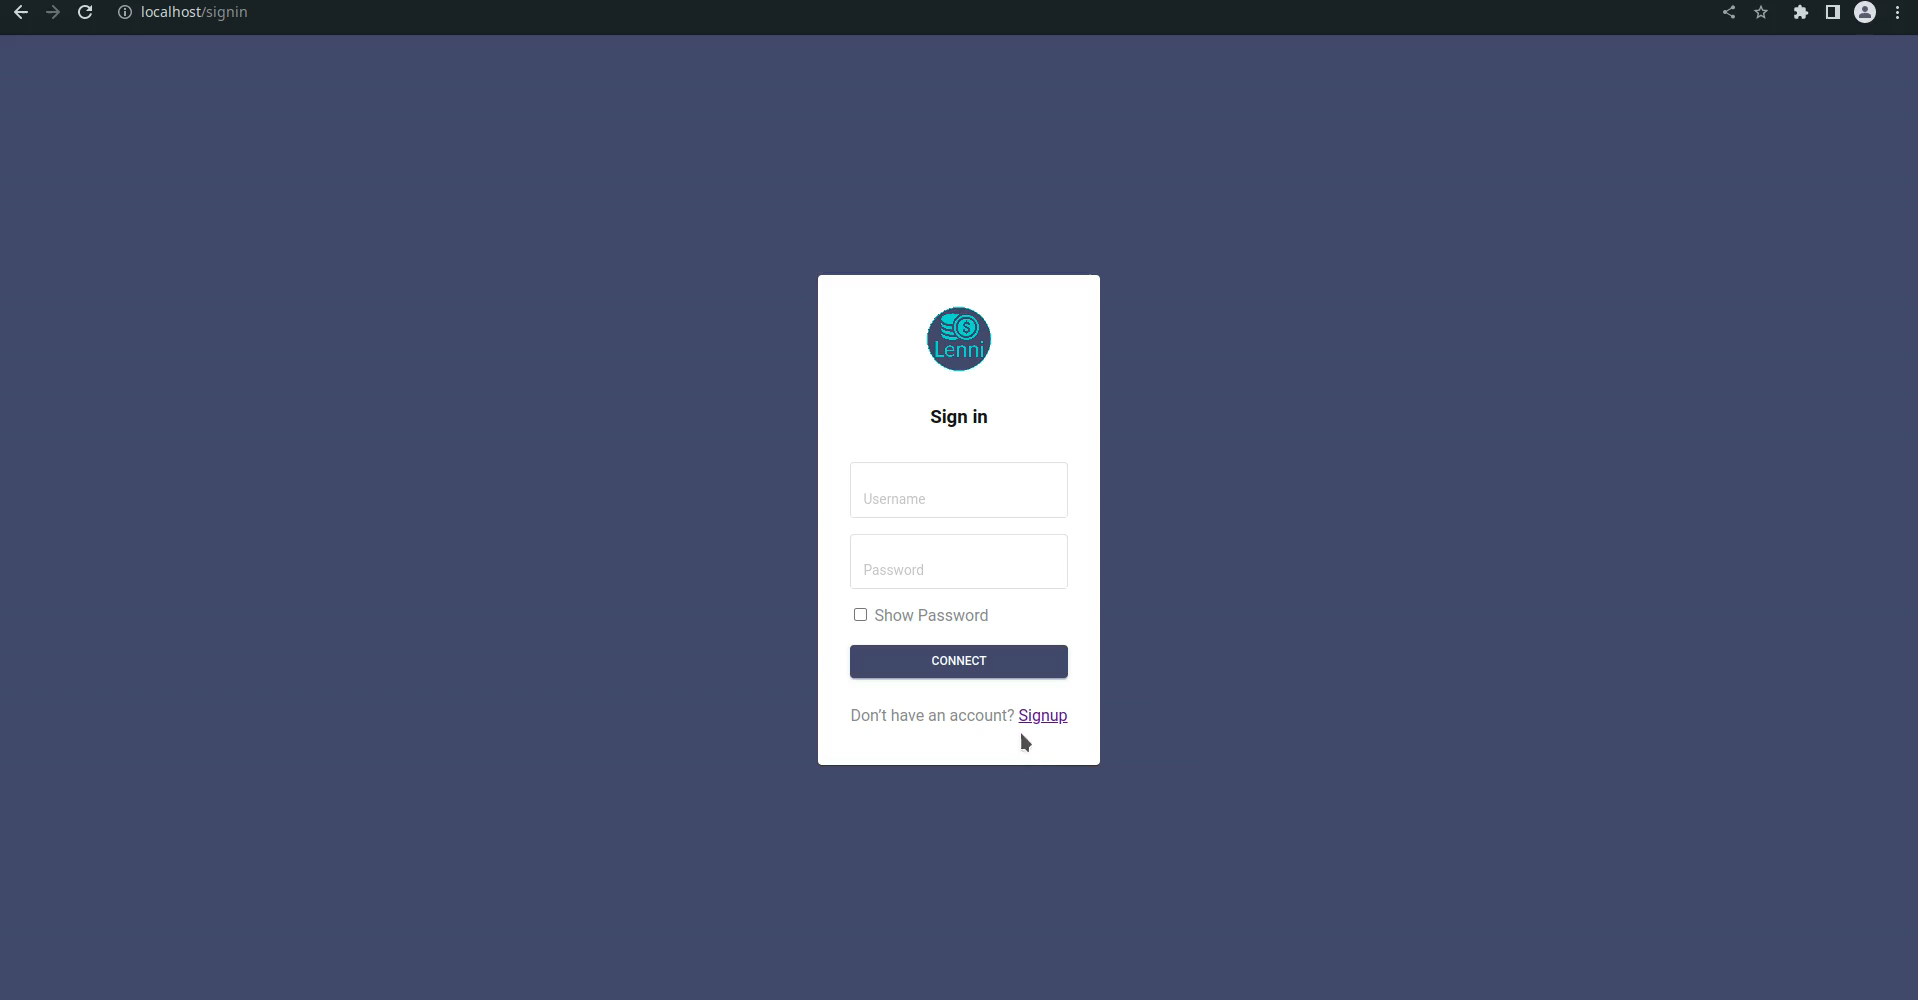 localhost/signin
$
Lenni
Sign in
Username
Password
Show Password
CONNECT
Don’t have an account? Signup